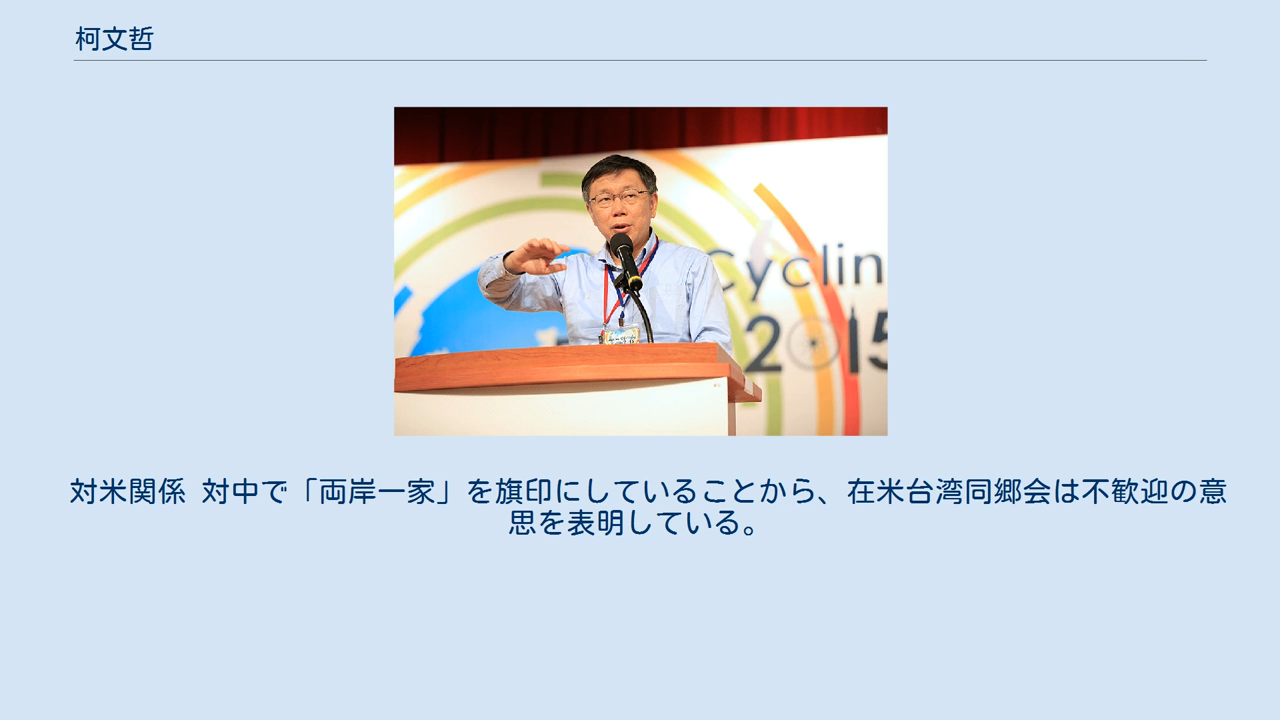 柯文哲
Cyclin
2015
対米関係 対中で「両岸一家」を旗印にしていることから、在米台湾同郷会は不歓迎の意
思を表明している。